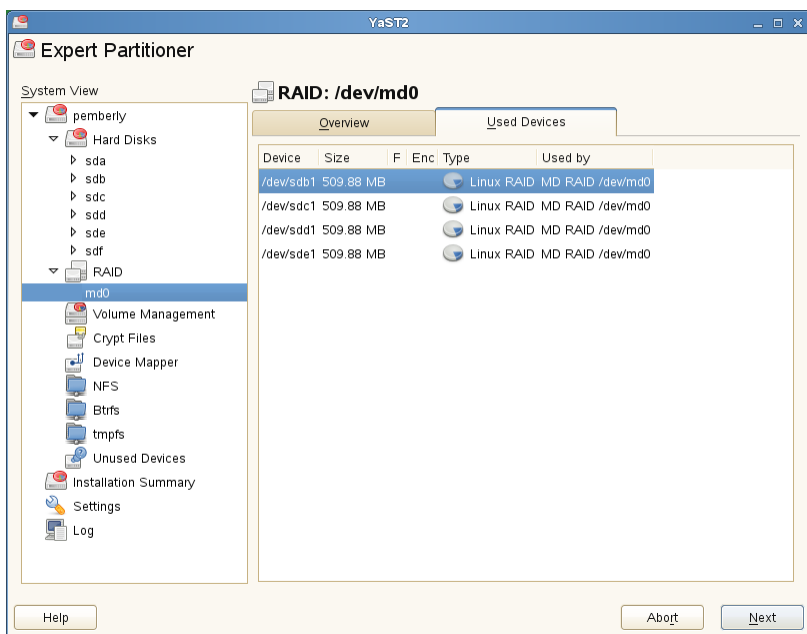 YaST2
Expert Partitioner
System View
pemberly
Hard Disks
sda
sdb
sdc
sdd
sde
sdf
RAID
md0
Volume Management
Crypt Files
Device Mapper
NFS
Btrfs
tmpfs
Unused Devices
Installation Summary
Settings
Log
RAID: /dev/md0
Overview Used Devices
Device Size F Enc Type Used by
/dev/sdb1 509.88 MB Linux RAID MD RAID /dev/md0
/dev/sdc1 509.88 MB Linux RAID MD RAID /dev/md0
/dev/sdd1 509.88 MB Linux RAID MD RAID /dev/md0
/dev/sde1 509.88 MB Linux RAID MD RAID /dev/md0
Help Abort Next